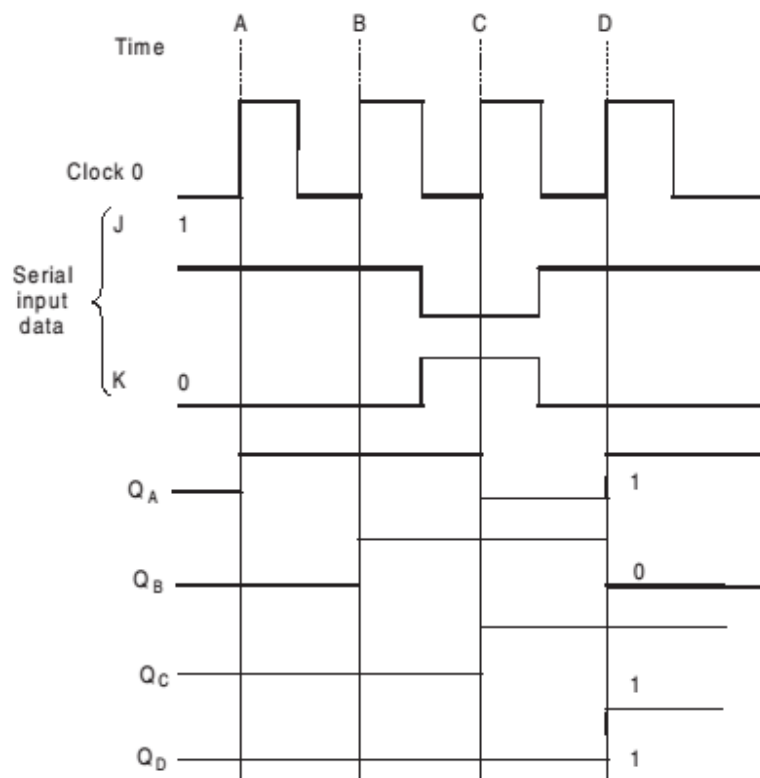 A B C D
Time
Clock 0
J 1
Serial
input
data
K 0
Q A 1
Q B 0
Q C 1
Q D 1